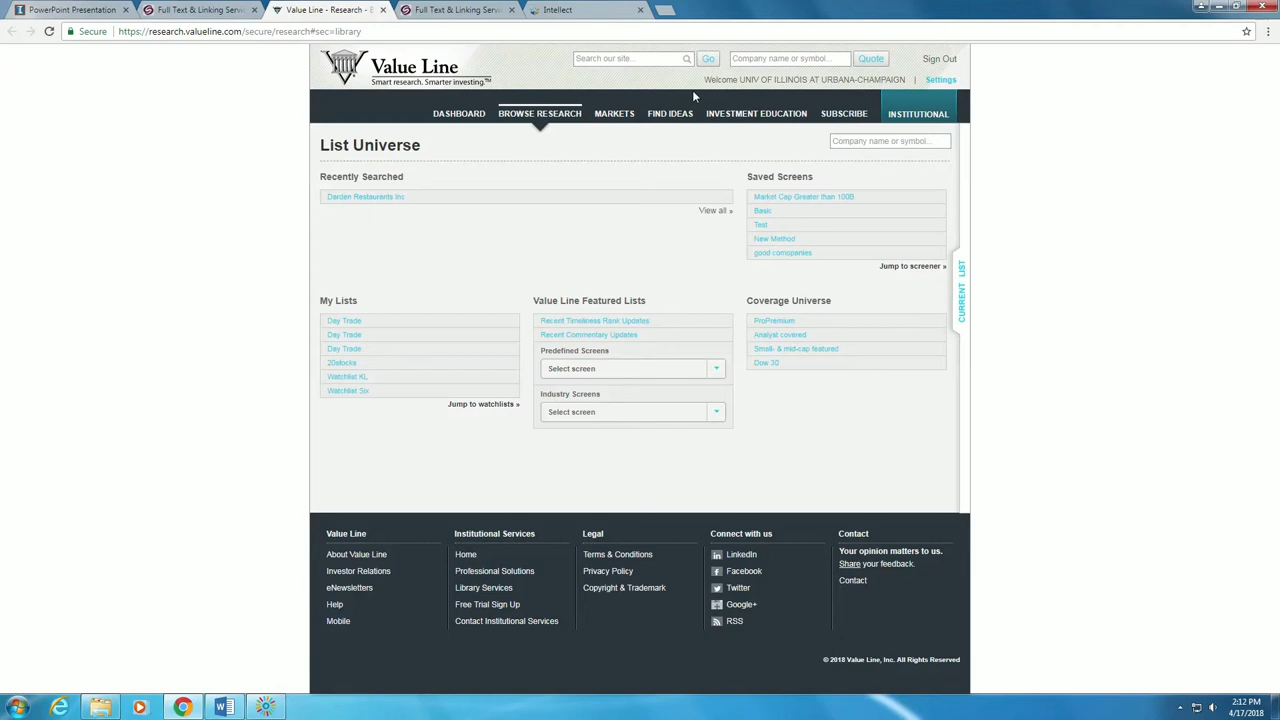 PowerPoint Presentation
Full Text & Linking Servi
Value Line - Research - B
Full Text & Linking Servi
Intellect
Secure
https://research.valueline.com/secure/research#sec=library
Value Line
Smart research. Smarter investing.™
Search our site...
Go
Company name or symbol...
Quote
Sign Out
Welcome UNIV OF ILLINOIS AT URBANA-CHAMPAIGN | Settings
DASHBOARD
BROWSE RESEARCH
MARKETS
FIND IDEAS
INVESTMENT EDUCATION
SUBSCRIBE
INSTITUTIONAL
List Universe
Company name or symbol...
Recently Searched
Darden Restaurants Inc
View all »
Saved Screens
Market Cap Greater than 100B
Basic
Test
New Method
good comopanies
Jump to screener »
CURRENT LIST
My Lists
Day Trade
Day Trade
Day Trade
20stocks
Watchlist KL
Watchlist Six
Jump to watchlists »
Value Line Featured Lists
Recent Timeliness Rank Updates
Recent Commentary Updates
Predefined Screens
Select screen
Industry Screens
Select screen
Coverage Universe
ProPremium
Analyst covered
Small- & mid-cap featured
Dow 30
Value Line
About Value Line
Investor Relations
eNewsletters
Help
Mobile
Institutional Services
Home
Professional Solutions
Library Services
Free Trial Sign Up
Contact Institutional Services
Legal
Terms & Conditions
Privacy Policy
Copyright & Trademark
Connect with us
LinkedIn
Facebook
Twitter
Google+
RSS
Contact
Your opinion matters to us.
Share your feedback.
Contact
© 2018 Value Line, Inc. All Rights Reserved
2:12 PM
4/17/2018